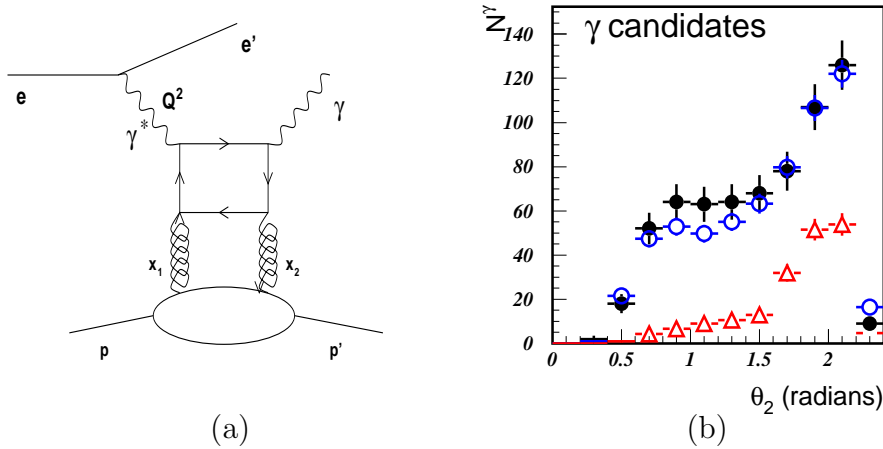 e
e'
Q²
γ*
γ
x₁
x₂
p
p'
(a)
γ candidates
N^γ
140
120
100
80
60
40
20
0
0 0.5 1 1.5 2
θ₂ (radians)
(b)